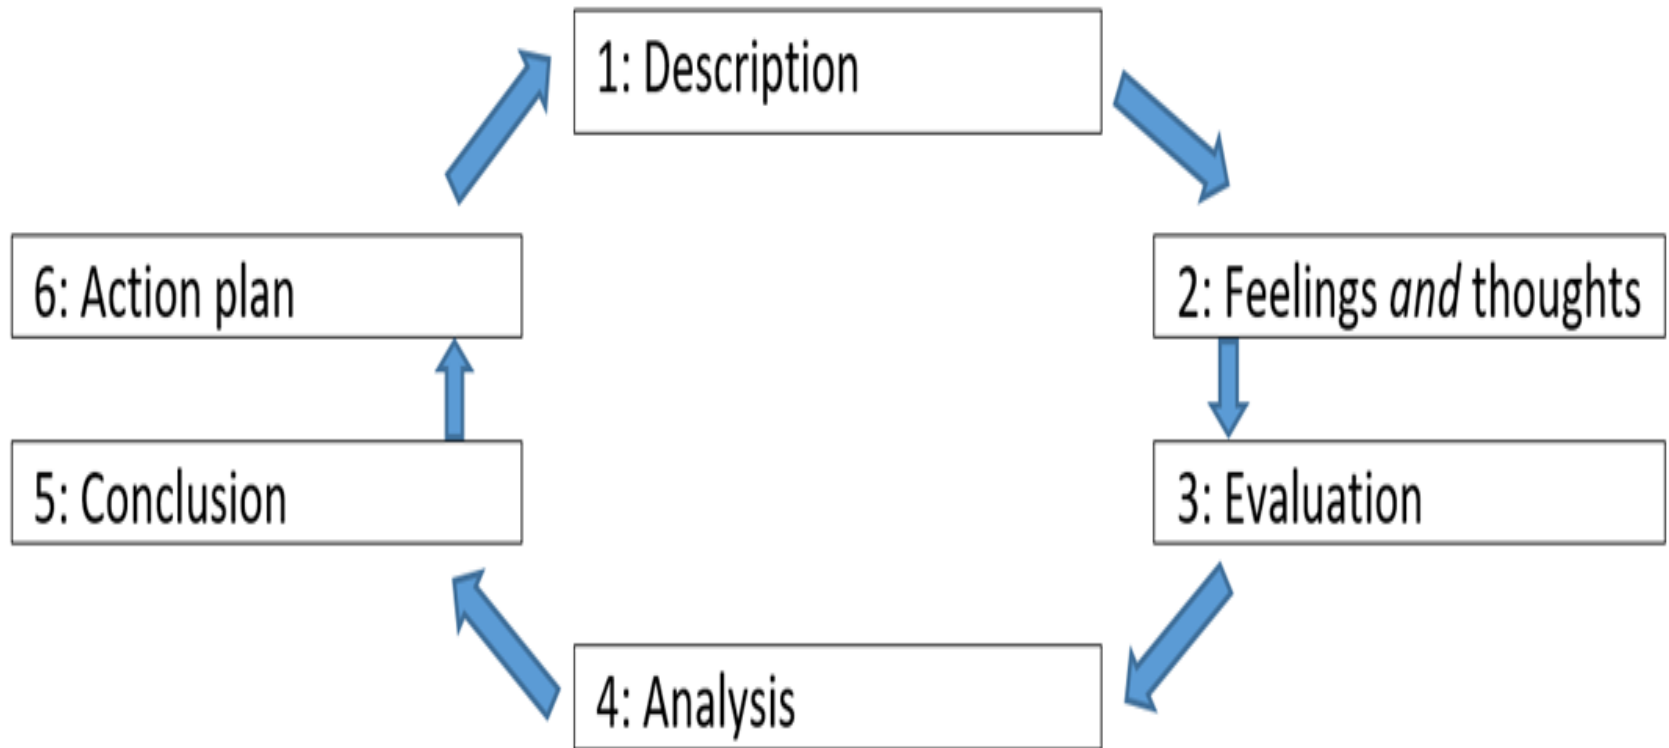 1: Description
2: Feelings and thoughts
3: Evaluation
4: Analysis
5: Conclusion
6: Action plan